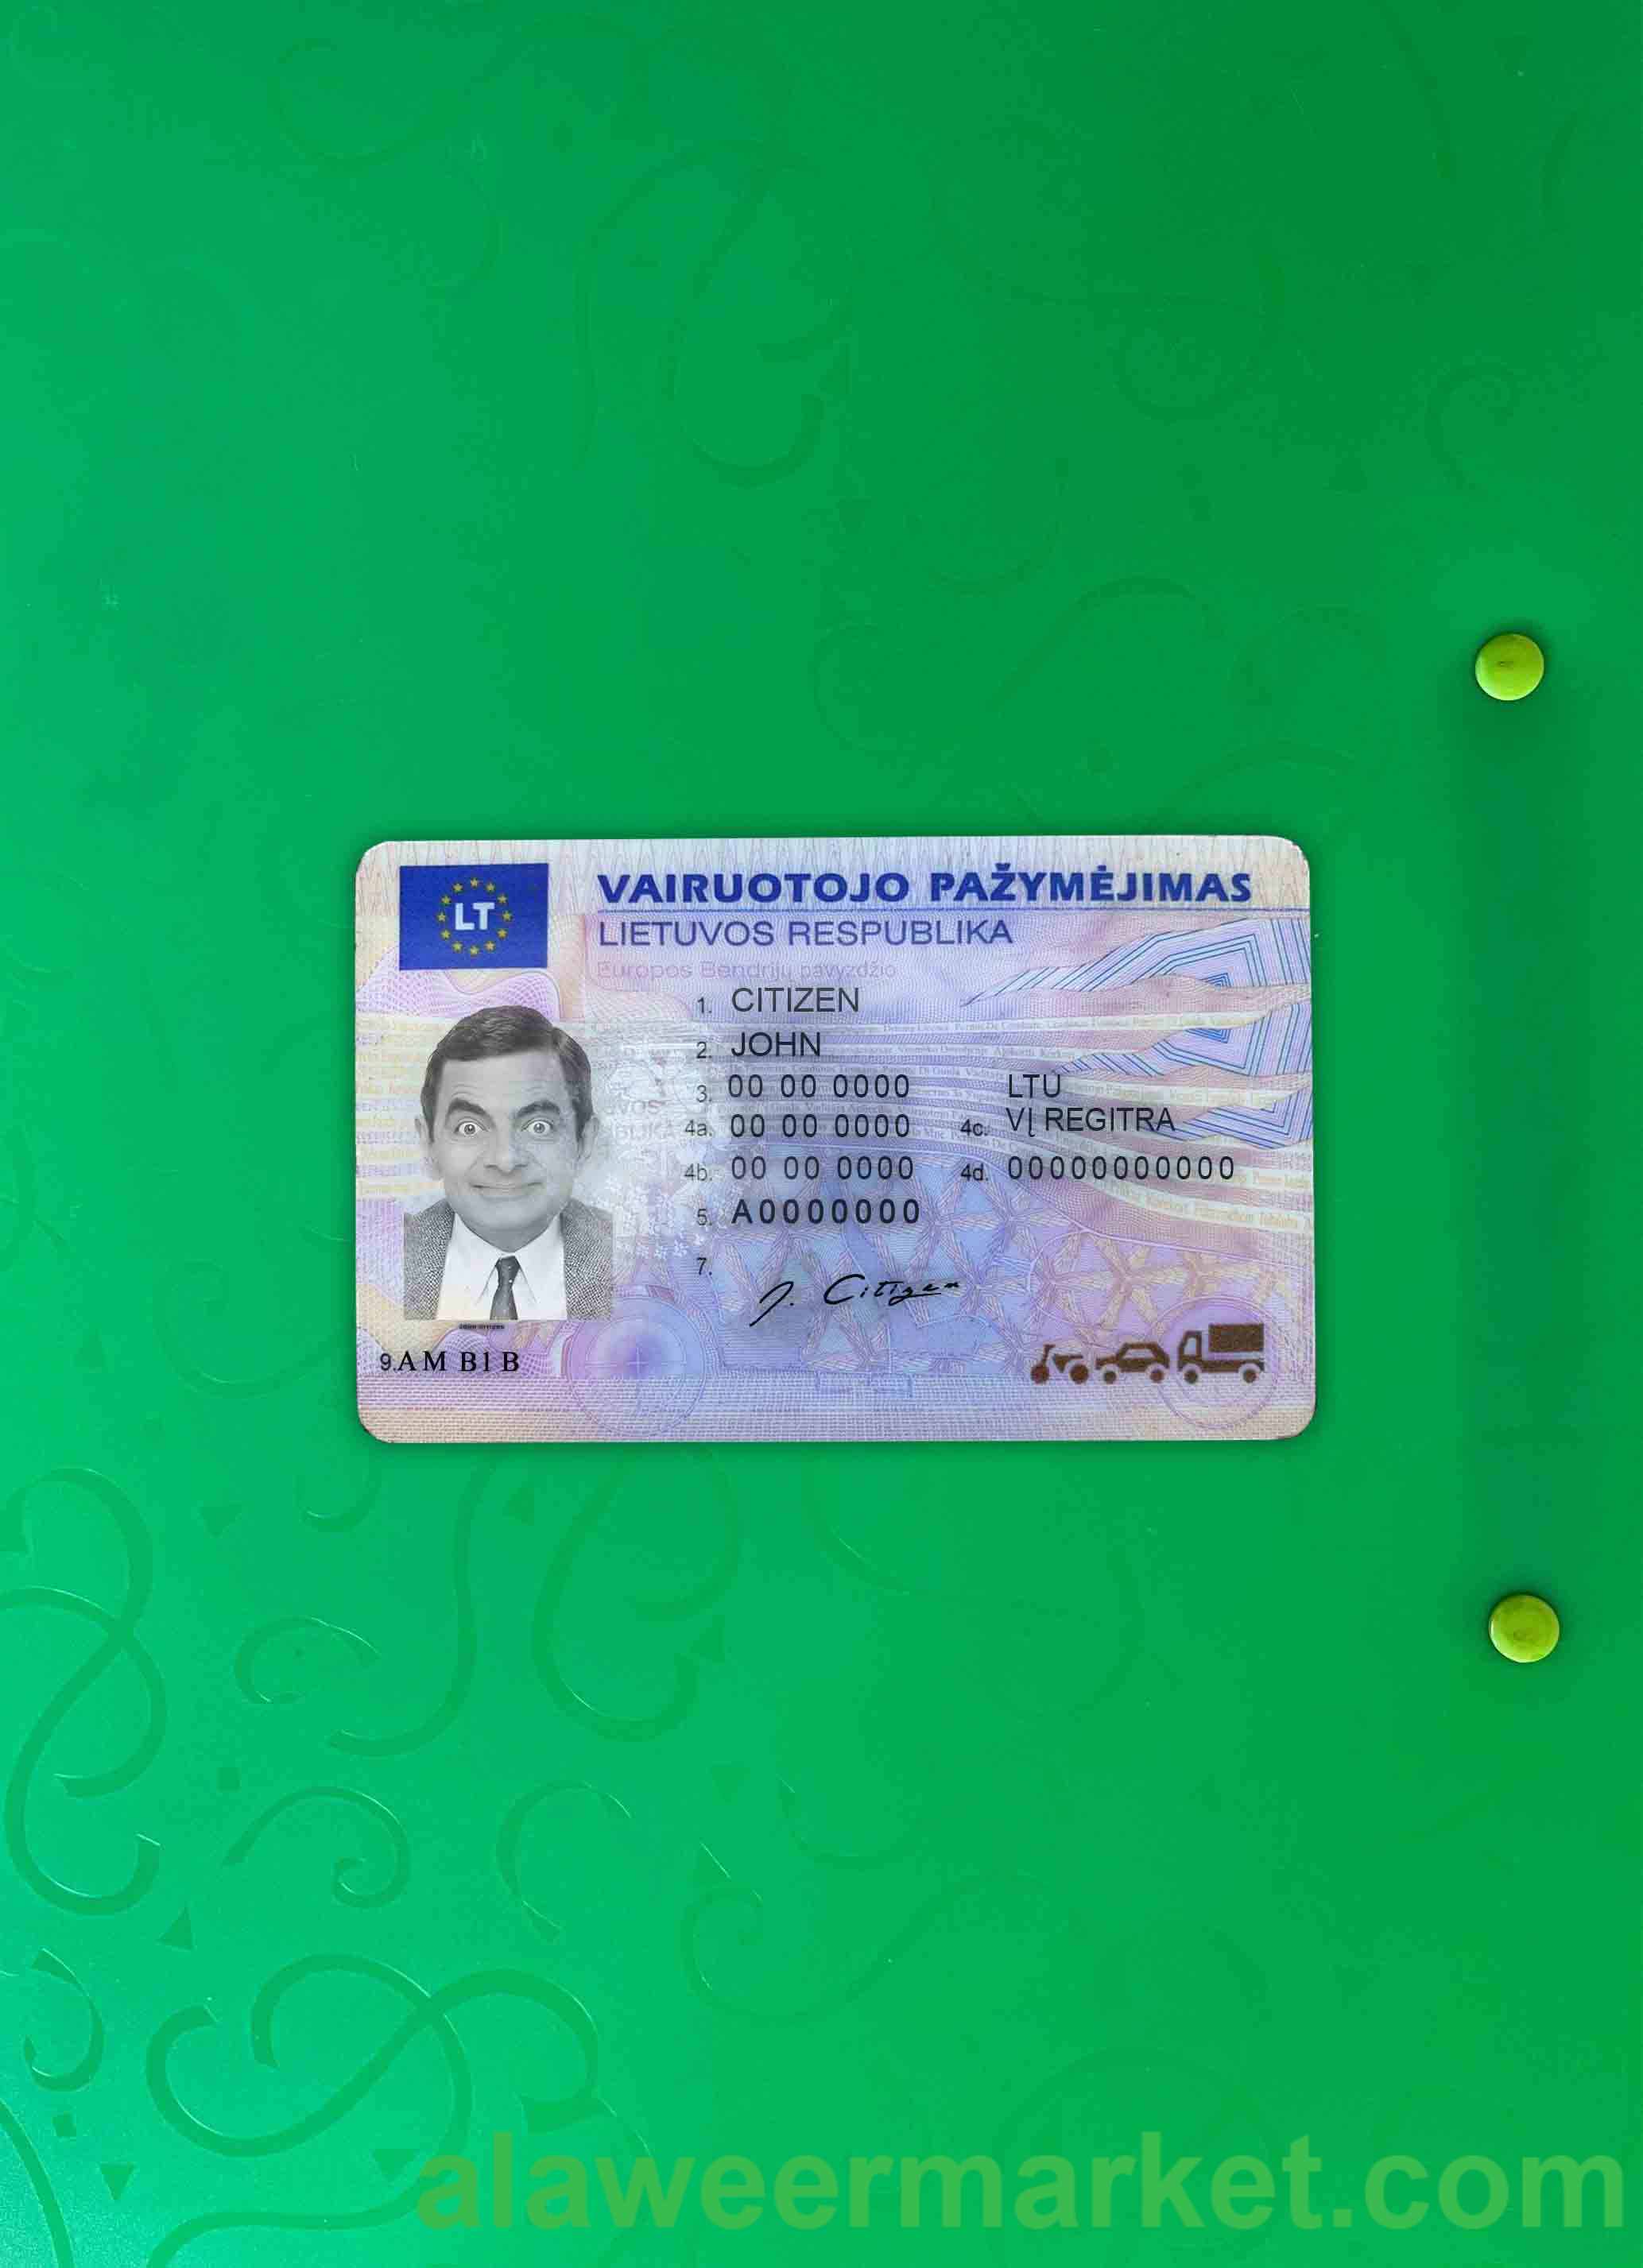 LT
VAIRUOTOJO PAŽYMĖJIMAS
LIETUVOS RESPUBLIKA
Europos Bendrijų pavyzdžio
1. CITIZEN
2. JOHN
3. 00 00 0000 LTU
4a. 00 00 0000 4c. VĮ REGITRA
4b. 00 00 0000 4d. 00000000000
5. A0000000
7. J. Citizen
9. AM B1 B
alaweermarket.com